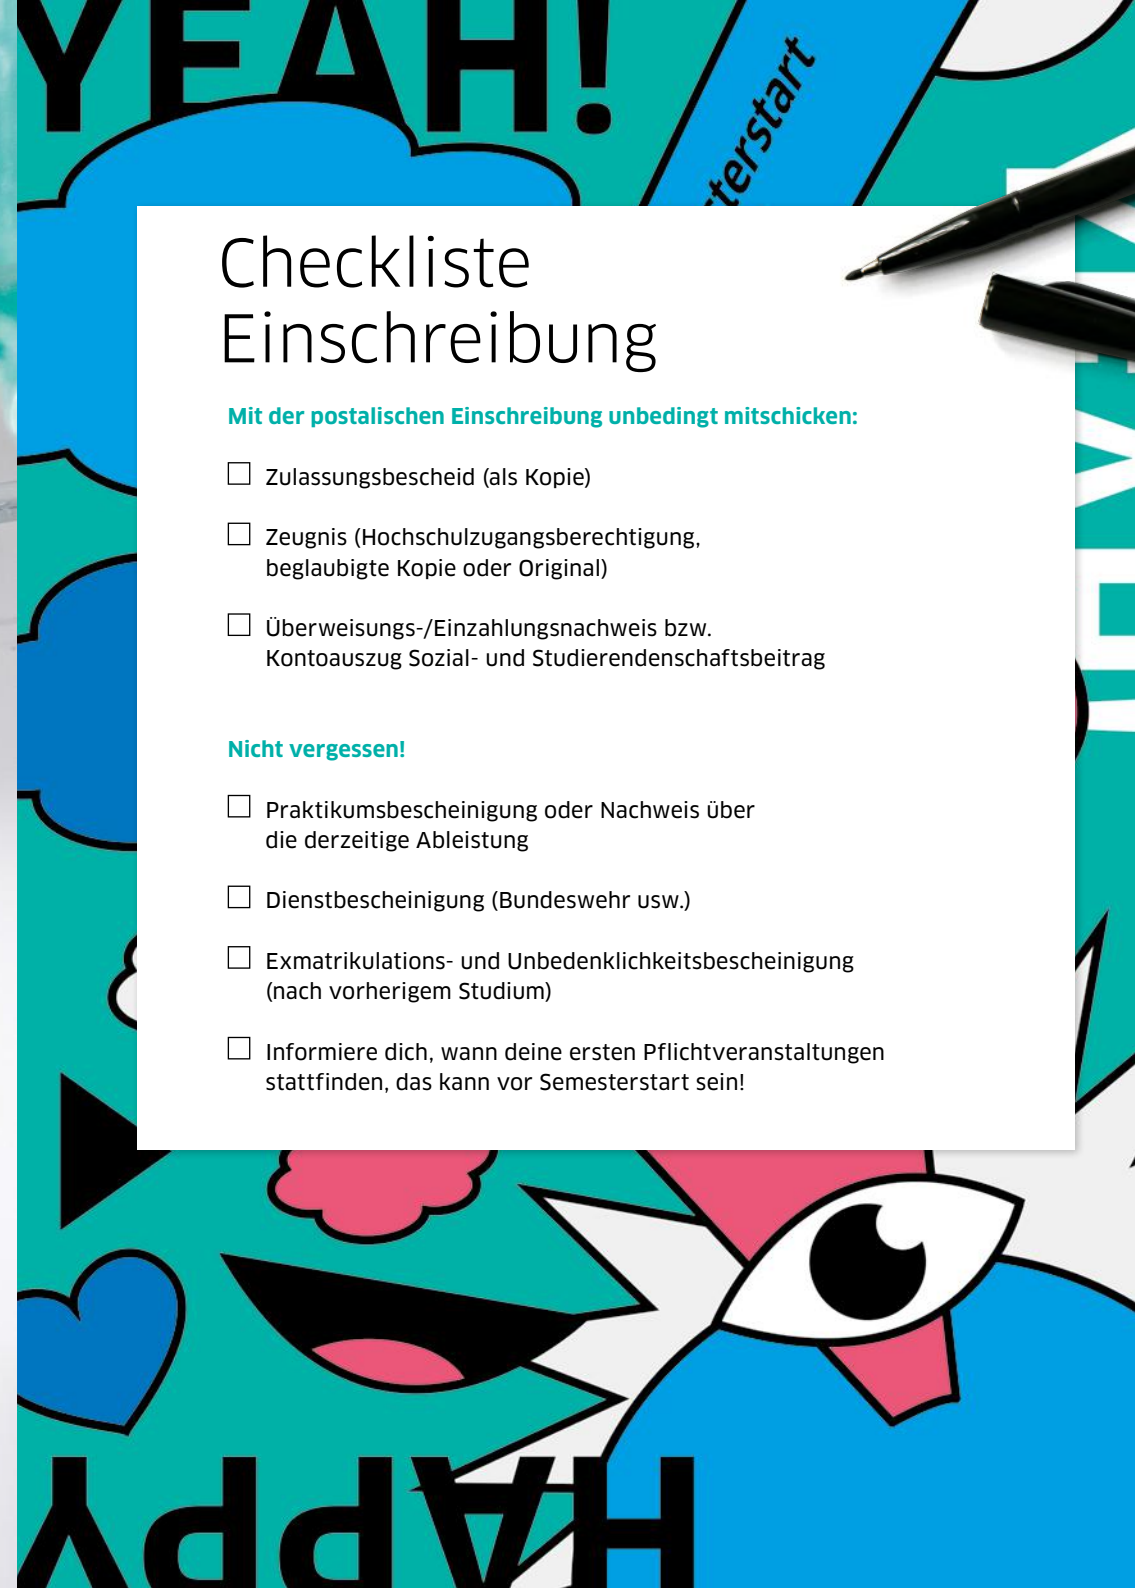 YEAH!
terstart
Checkliste
Einschreibung
Mit der postalischen Einschreibung unbedingt mitschicken:
Zulassungsbescheid (als Kopie)
Zeugnis (Hochschulzugangsberechtigung,
beglaubigte Kopie oder Original)
Überweisungs-/Einzahlungsnachweis bzw.
Kontoauszug Sozial- und Studierendenschaftsbeitrag
Nicht vergessen!
Praktikumsbescheinigung oder Nachweis über
die derzeitige Ableistung
Dienstbescheinigung (Bundeswehr usw.)
Exmatrikulations- und Unbedenklichkeitsbescheinigung
(nach vorherigem Studium)
Informiere dich, wann deine ersten Pflichtveranstaltungen
stattfinden, das kann vor Semesterstart sein!
HAPPY